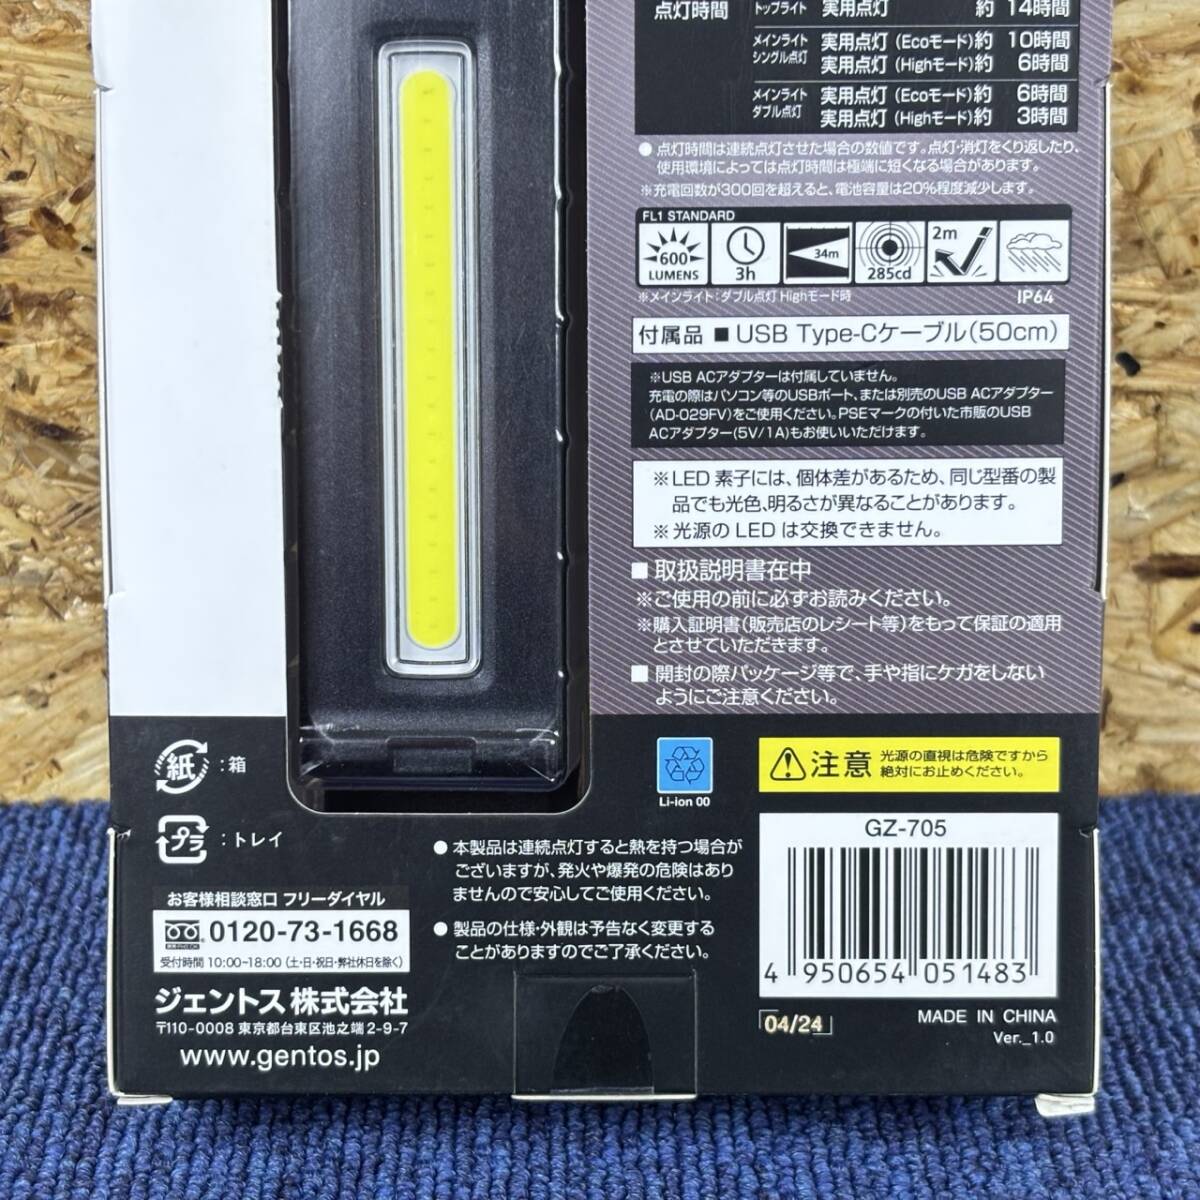 点灯時間
トップライト 実用点灯 約 14時間
メインライト シングル点灯 実用点灯 (Ecoモード)約 10時間
実用点灯 (Highモード)約 6時間
メインライト ダブル点灯 実用点灯 (Ecoモード)約 6時間
実用点灯 (Highモード)約 3時間
● 点灯時間は連続点灯させた場合の数値です。点灯・消灯をくり返したり、
使用環境によっては点灯時間は極端に短くなる場合があります。
※充電回数が300回を超えると、電池容量は20%程度減少します。
FL1 STANDARD
600 LUMENS
3h
34m
285cd
2m
IP64
※メインライト:ダブル点灯 Highモード時
付属品 ■ USB Type-Cケーブル(50cm)
※USB ACアダプターは付属していません。
充電の際はパソコン等のUSBポート、または別売のUSB ACアダプター
(AD-029FV)をご使用ください。PSEマークの付いた市販のUSB
ACアダプター(5V/1A)もお使いいただけます。
※LED 素子には、個体差があるため、同じ型番の製
品でも光色、明るさが異なることがあります。
※光源の LED は交換できません。
■ 取扱説明書在中
※ご使用の前に必ずお読みください。
※購入証明書(販売店のレシート等)をもって保証の適用
とさせていただきます。
■ 開封の際パッケージ等で、手や指にケガをしない
ようにご注意ください。
紙 : 箱
プラ : トレイ
お客様相談窓口 フリーダイヤル
0120-73-1668
受付時間 10:00~18:00 (土・日・祝日・弊社休日を除く)
ジェントス 株式会社
〒110-0008 東京都台東区池之端 2-9-7
www.gentos.jp
Li-ion 00
注意 光源の直視は危険ですから
絶対にお止めください。
● 本製品は連続点灯すると熱を持つ場合が
ございますが、発火や爆発の危険はあり
ませんので安心してご使用ください。
● 製品の仕様・外観は予告なく変更する
ことがありますのでご了承ください。
GZ-705
4 950654 051483
04/24
MADE IN CHINA
Ver._1.0